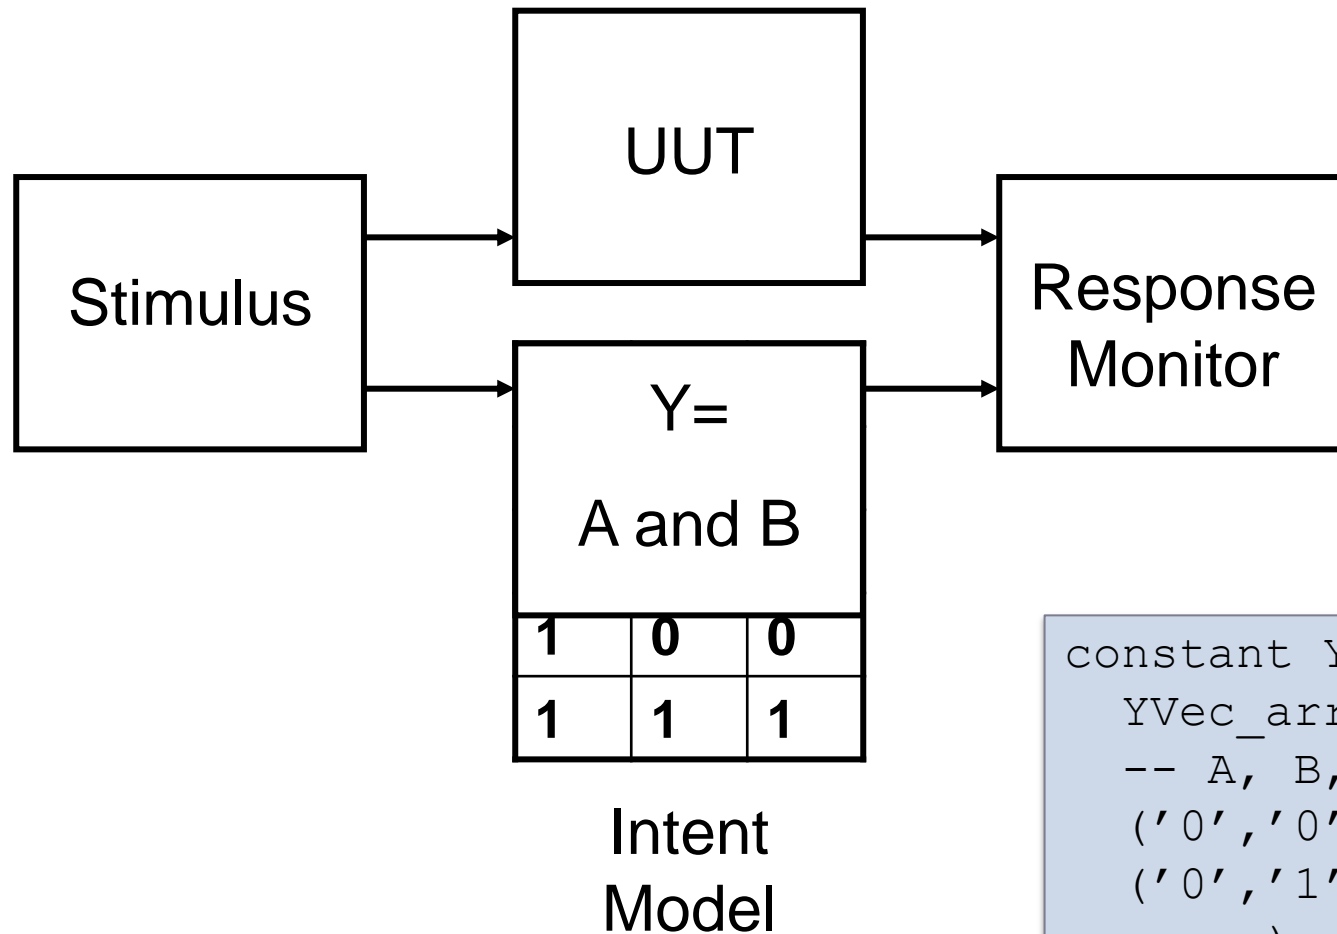 UUT
Stimulus
Response
Monitor
Y=
A and B
1 0 0
1 1 1
Intent
Model
constant Y
YVec_arr
-- A, B,
('0','0'
('0','1'